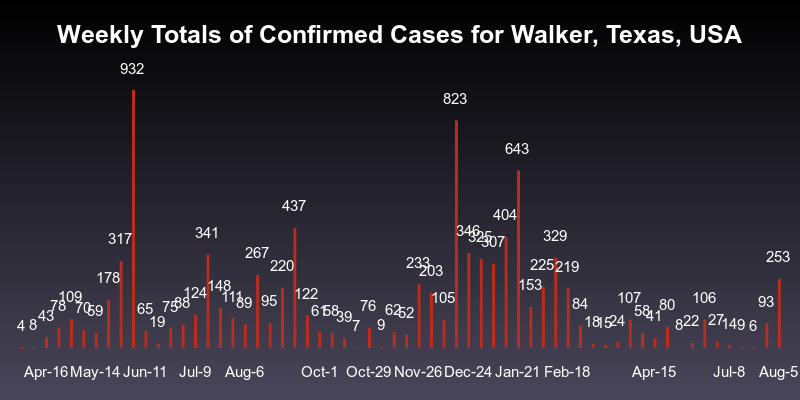 Weekly Totals of Confirmed Cases for Walker, Texas, USA
4 8 43 78 109 70 59 178 317 932 65 19 75 88 124 341 148 111 89 267 95 220 437 122 61 58 39 7 76 9 62 52 233 203 105 823 346 325 307 404 643 153 225 329 219 84 18 15 24 107 58 41 80 8 22 106 27 14 9 6 93 253
Apr-16 May-14 Jun-11 Jul-9 Aug-6 Oct-1 Oct-29 Nov-26 Dec-24 Jan-21 Feb-18 Apr-15 Jul-8 Aug-5